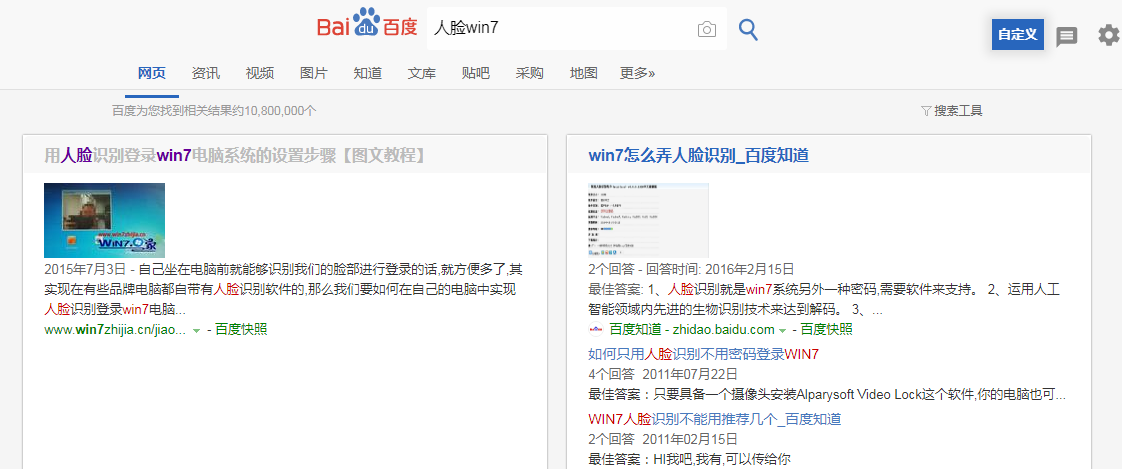 Bai du 百度
人脸win7
自定义
网页 资讯 视频 图片 知道 文库 贴吧 采购 地图 更多»
百度为您找到相关结果约10,800,000个
搜索工具
用人脸识别登录win7电脑系统的设置步骤【图文教程】
www.win7zhijia.cn
2015年7月3日 - 自己坐在电脑前就能够识别我们的脸部进行登录的话,就方便多了,其
实现在有些品牌电脑都自带有人脸识别软件的,那么我们要如何在自己的电脑中实现
人脸识别登录win7电脑...
www.win7zhijia.cn/jiao... - 百度快照
win7怎么弄人脸识别_百度知道
2个回答 - 回答时间: 2016年2月15日
最佳答案: 1、人脸识别就是win7系统另外一种密码,需要软件来支持。 2、运用人工
智能领域内先进的生物识别技术来达到解码。 3、...
百度知道 - zhidao.baidu.com - 百度快照
如何只用人脸识别不用密码登录WIN7
4个回答 2011年07月22日
最佳答案：只要具备一个摄像头安装Alparysoft Video Lock这个软件,你的电脑也可...
WIN7人脸识别不能用推荐几个_百度知道
2个回答 2011年02月15日
最佳答案：HI我吧,我有,可以传给你